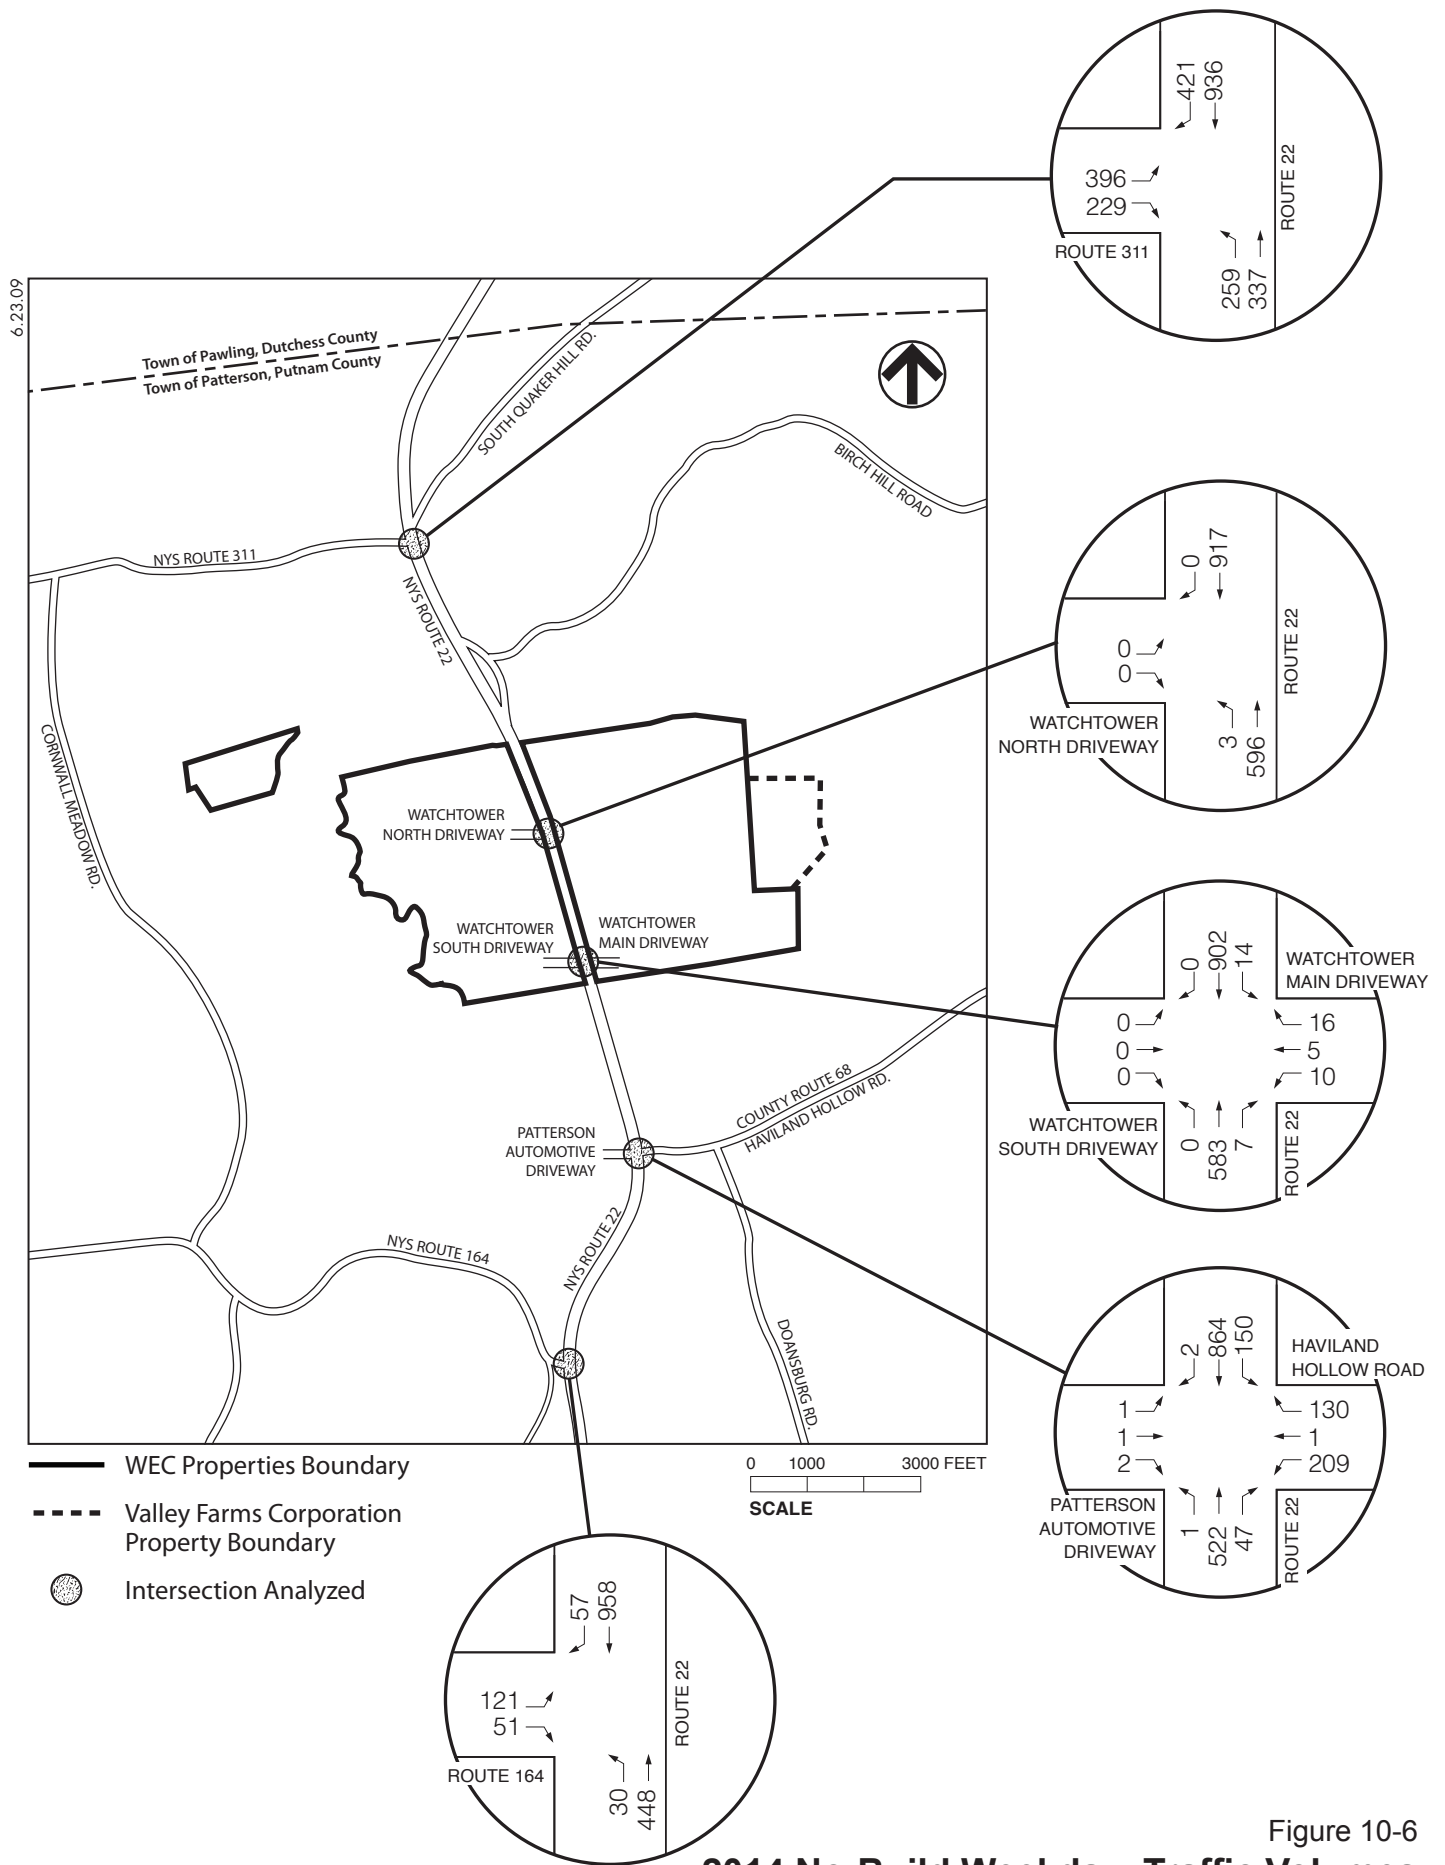 421
936
396
229
ROUTE 311
259
337
ROUTE 22
6.23.09
Town of Pawling, Dutchess County
Town of Patterson, Putnam County
SOUTH QUAKER HILL RD.
BIRCH HILL ROAD
NYS ROUTE 311
NYS ROUTE 22
CORNWALL MEADOW RD.
0
917
0
0
WATCHTOWER
NORTH DRIVEWAY
3
596
ROUTE 22
WATCHTOWER
NORTH DRIVEWAY
WATCHTOWER
SOUTH DRIVEWAY
WATCHTOWER
MAIN DRIVEWAY
0
902
14
WATCHTOWER
MAIN DRIVEWAY
0
0
0
16
5
10
WATCHTOWER
SOUTH DRIVEWAY
0
583
7
ROUTE 22
COUNTY ROUTE 68
HAVILAND HOLLOW RD.
PATTERSON
AUTOMOTIVE
DRIVEWAY
NYS ROUTE 22
NYS ROUTE 164
DOANSBURG RD.
2
864
150
HAVILAND
HOLLOW ROAD
1
1
2
130
1
209
PATTERSON
AUTOMOTIVE
DRIVEWAY
1
522
47
ROUTE 22
WEC Properties Boundary
Valley Farms Corporation
Property Boundary
Intersection Analyzed
0 1000 3000 FEET
SCALE
57
958
121
51
ROUTE 164
30
448
ROUTE 22
Figure 10-6